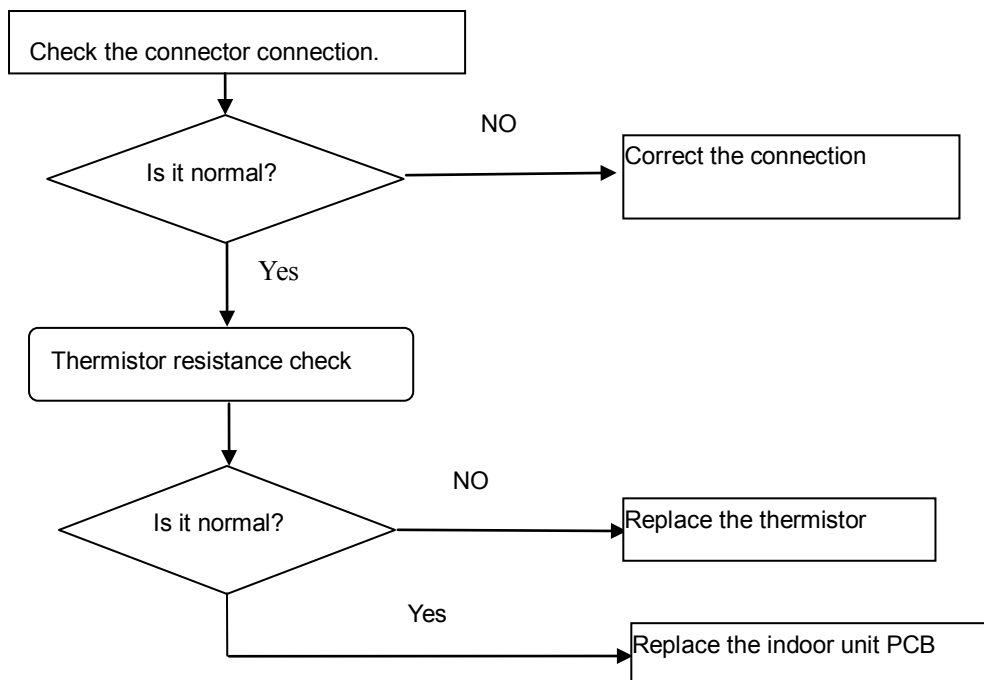 Check the connector connection.
NO
Is it normal?
Correct the connection
Yes
Thermistor resistance check
NO
Is it normal?
Replace the thermistor
Yes
Replace the indoor unit PCB